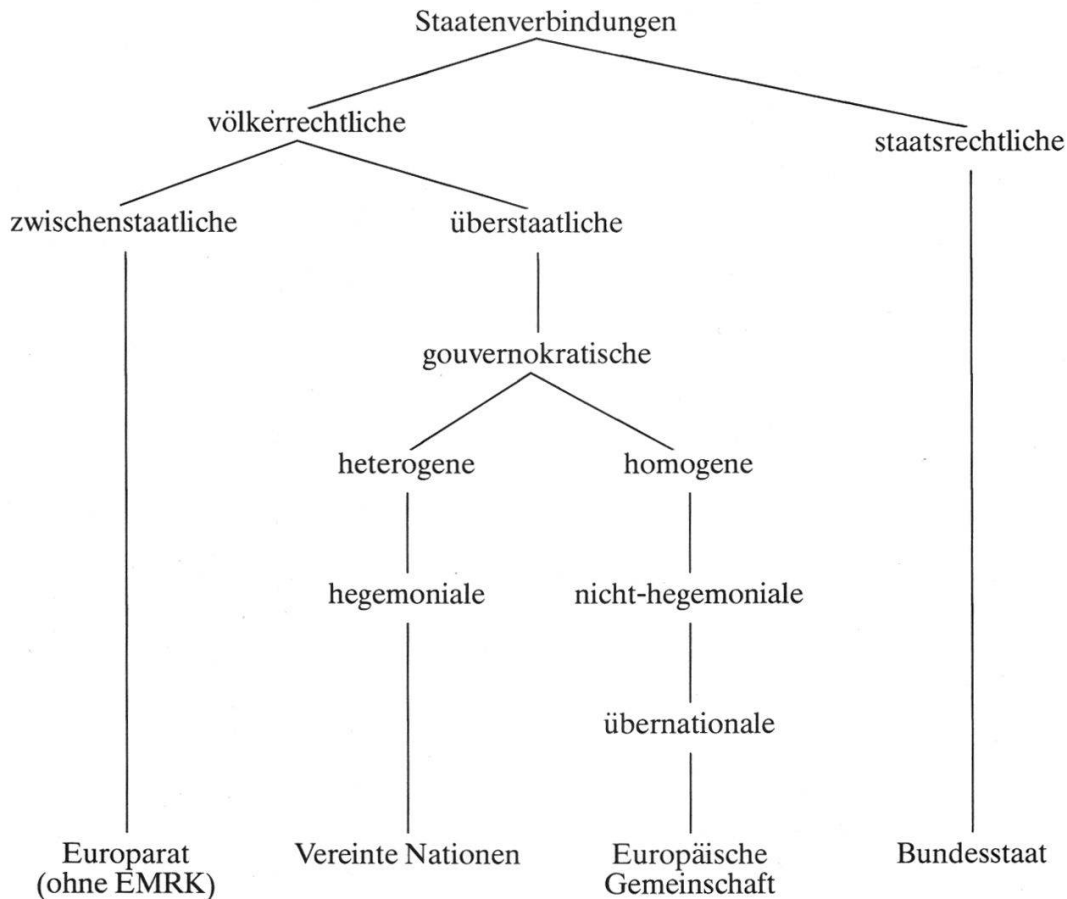 Staatenverbindungen
völkerrechtliche
staatsrechtliche
zwischenstaatliche
überstaatliche
gouvernokratische
heterogene
homogene
hegemoniale
nicht-hegemoniale
übernationale
Europarat
(ohne EMRK)
Vereinte Nationen
Europäische
Gemeinschaft
Bundesstaat